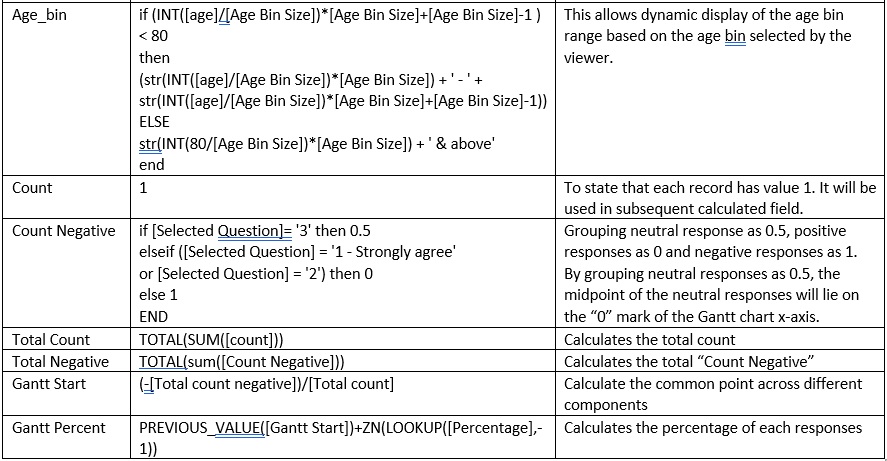 Age_bin
if (INT([age]/[Age Bin Size])*[Age Bin Size]+[Age Bin Size]-1 )
< 80
then
(str(INT([age]/[Age Bin Size])*[Age Bin Size]) + ' - ' +
str(INT([age]/[Age Bin Size])*[Age Bin Size]+[Age Bin Size]-1))
ELSE
str(INT(80/[Age Bin Size])*[Age Bin Size]) + ' & above'
end
This allows dynamic display of the age bin
range based on the age bin selected by the
viewer.
Count
1
To state that each record has value 1. It will be
used in subsequent calculated field.
Count Negative
if [Selected Question]= '3' then 0.5
elseif ([Selected Question] = '1 - Strongly agree'
or [Selected Question] = '2') then 0
else 1
END
Grouping neutral response as 0.5, positive
responses as 0 and negative responses as 1.
By grouping neutral responses as 0.5, the
midpoint of the neutral responses will lie on
the “0” mark of the Gantt chart x-axis.
Total Count
TOTAL(SUM([count]))
Calculates the total count
Total Negative
TOTAL(sum([Count Negative]))
Calculates the total “Count Negative”
Gantt Start
(-[Total count negative])/[Total count]
Calculate the common point across different
components
Gantt Percent
PREVIOUS_VALUE([Gantt Start])+ZN(LOOKUP([Percentage],-
1))
Calculates the percentage of each responses